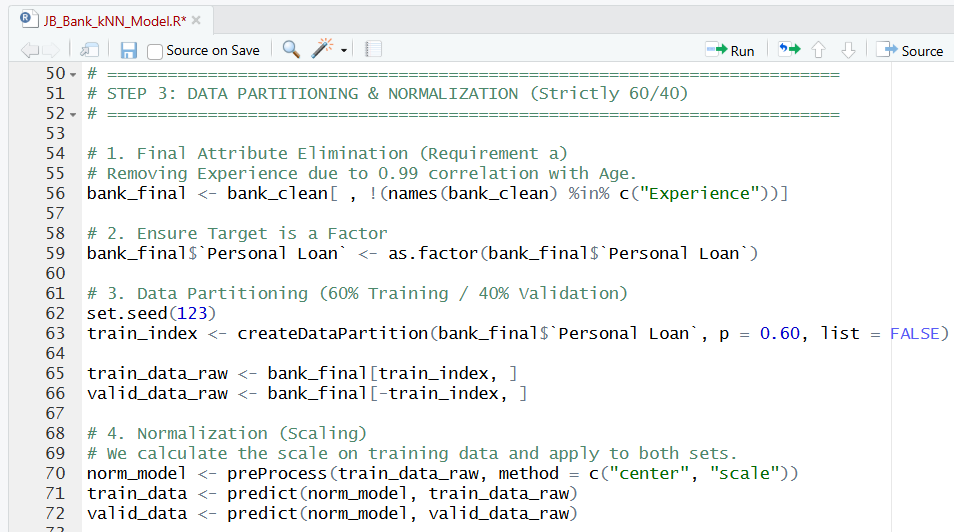 JB_Bank_kNN_Model.R*
Source on Save Run Source
50 # =========================================================================
51 # STEP 3: DATA PARTITIONING & NORMALIZATION (Strictly 60/40)
52 # =========================================================================
53
54 # 1. Final Attribute Elimination (Requirement a)
55 # Removing Experience due to 0.99 correlation with Age.
56 bank_final <- bank_clean[ , !(names(bank_clean) %in% c("Experience"))]
57
58 # 2. Ensure Target is a Factor
59 bank_final$`Personal Loan` <- as.factor(bank_final$`Personal Loan`)
60
61 # 3. Data Partitioning (60% Training / 40% Validation)
62 set.seed(123)
63 train_index <- createDataPartition(bank_final$`Personal Loan`, p = 0.60, list = FALSE)
64
65 train_data_raw <- bank_final[train_index, ]
66 valid_data_raw <- bank_final[-train_index, ]
67
68 # 4. Normalization (Scaling)
69 # We calculate the scale on training data and apply to both sets.
70 norm_model <- preProcess(train_data_raw, method = c("center", "scale"))
71 train_data <- predict(norm_model, train_data_raw)
72 valid_data <- predict(norm_model, valid_data_raw)